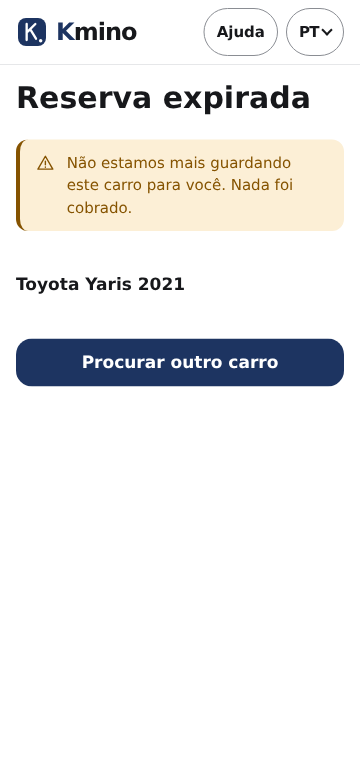 K. Kmino
Ajuda
PT
Reserva expirada
Não estamos mais guardando
este carro para você. Nada foi
cobrado.
Toyota Yaris 2021
Procurar outro carro